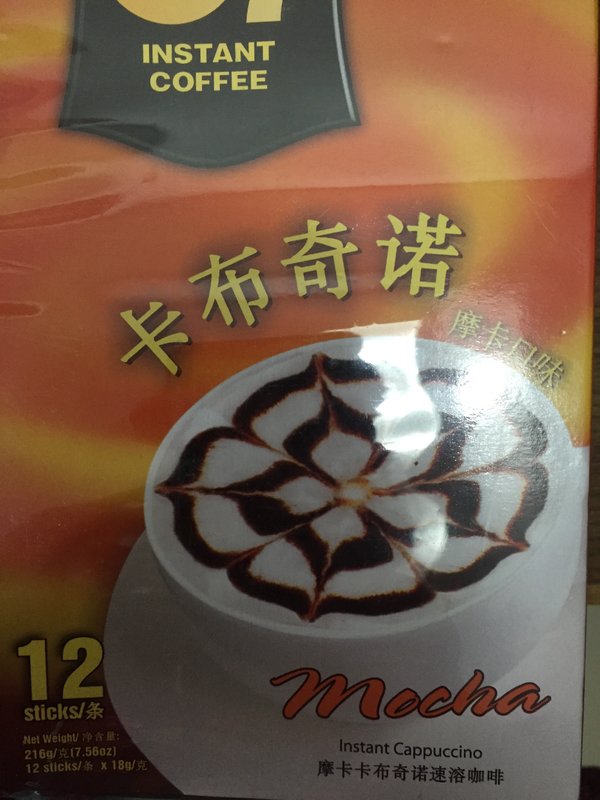 INSTANT
COFFEE
卡布奇诺
摩卡口味
12
sticks/条
Net Weight/ 净含量:
216g/克(7.56oz)
12 sticks/条 x 18g/克
Mocha
Instant Cappuccino
摩卡卡布奇诺速溶咖啡